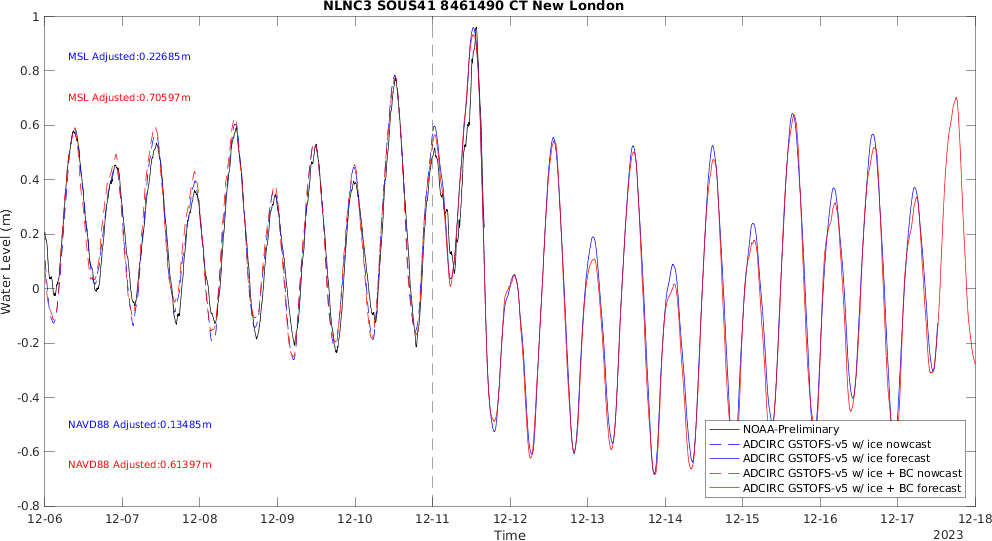 NLNC3 SOUS41 8461490 CT New London
MSL Adjusted:0.22685m
MSL Adjusted:0.70597m
NAVD88 Adjusted:0.13485m
NAVD88 Adjusted:0.61397m
Water Level (m)
1
0.8
0.6
0.4
0.2
0
-0.2
-0.4
-0.6
-0.8
NOAA-Preliminary
ADCIRC GSTOFS-v5 w/ ice nowcast
ADCIRC GSTOFS-v5 w/ ice forecast
ADCIRC GSTOFS-v5 w/ ice + BC nowcast
ADCIRC GSTOFS-v5 w/ ice + BC forecast
12-06 12-07 12-08 12-09 12-10 12-11 12-12 12-13 12-14 12-15 12-16 12-17 12-18
Time
2023